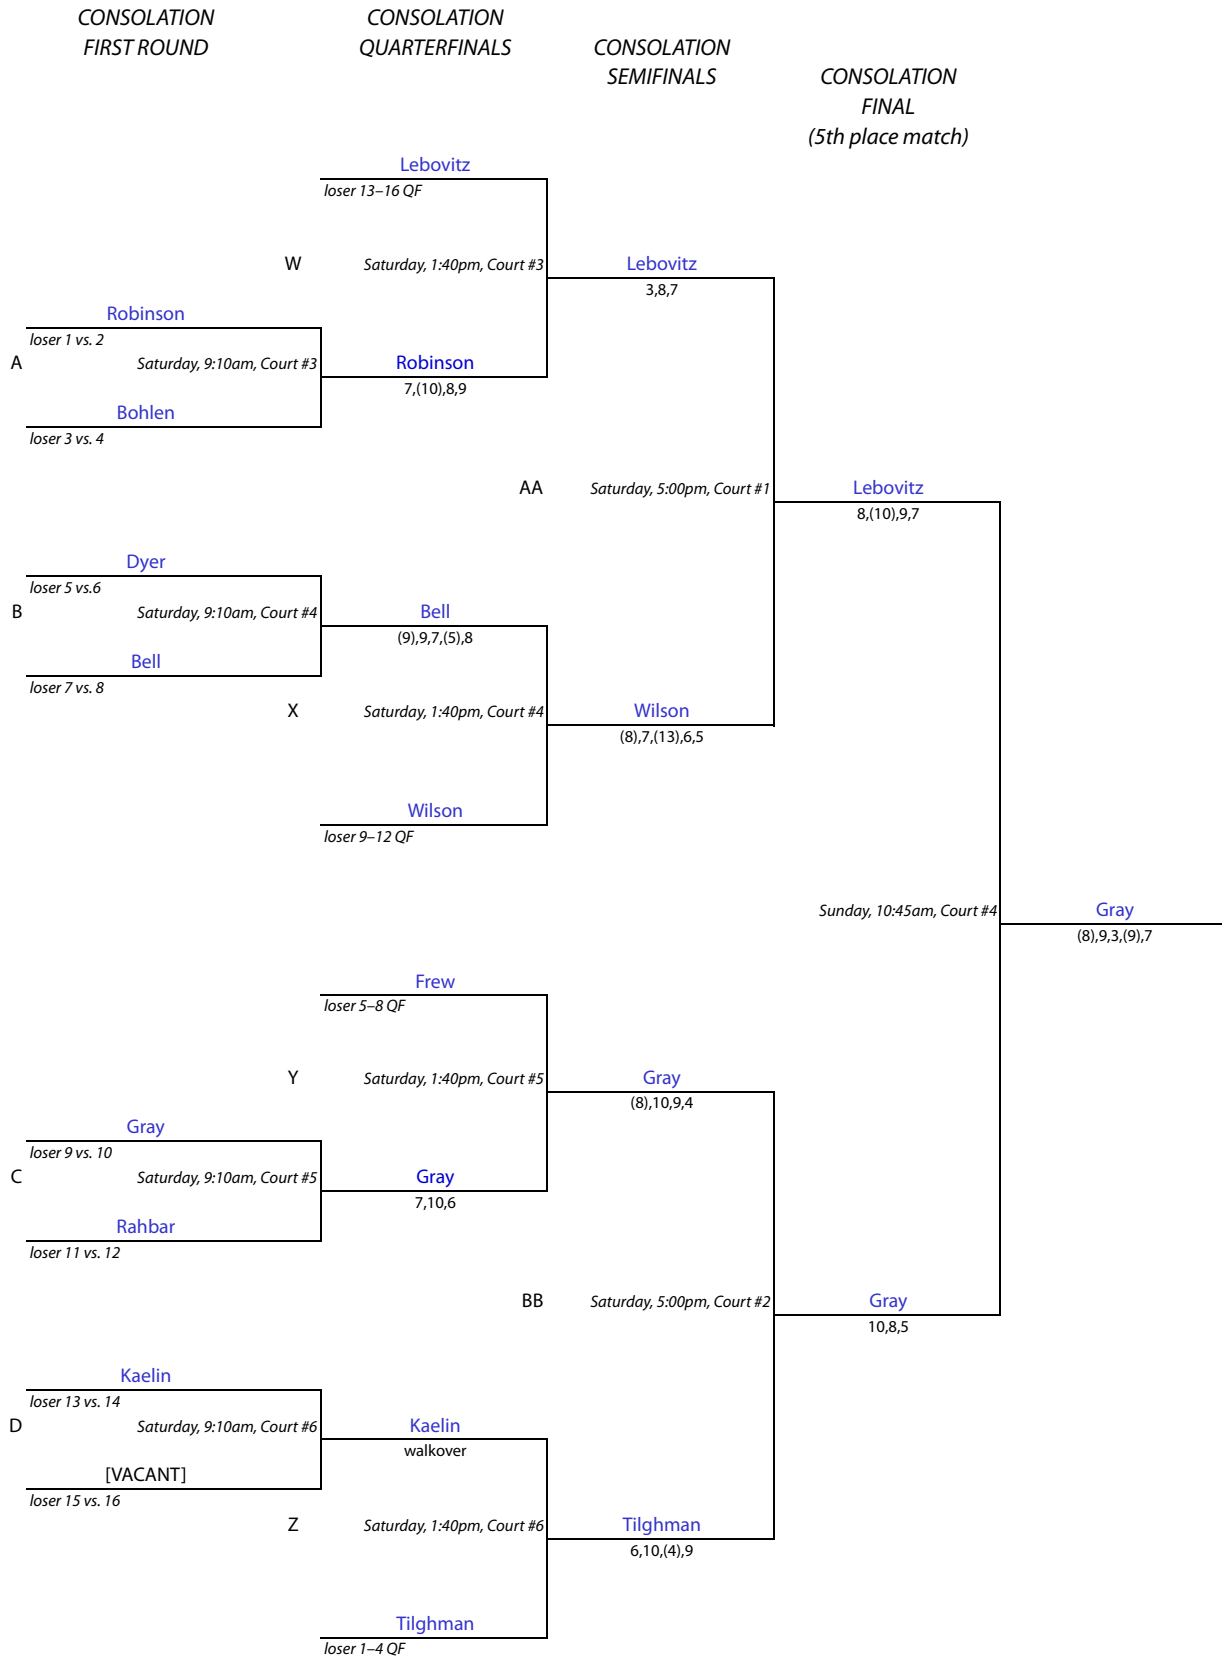 CONSOLATION
FIRST ROUND
CONSOLATION
QUARTERFINALS
CONSOLATION
SEMIFINALS
CONSOLATION
FINAL
(5th place match)
Lebovitz
loser 13–16 QF
W
Saturday, 1:40pm, Court #3
Lebovitz
3,8,7
Robinson
loser 1 vs. 2
A
Saturday, 9:10am, Court #3
Robinson
7,(10),8,9
Bohlen
loser 3 vs. 4
AA
Saturday, 5:00pm, Court #1
Lebovitz
8,(10),9,7
Dyer
loser 5 vs.6
B
Saturday, 9:10am, Court #4
Bell
(9),9,7,(5),8
Bell
loser 7 vs. 8
X
Saturday, 1:40pm, Court #4
Wilson
(8),7,(13),6,5
Wilson
loser 9–12 QF
Sunday, 10:45am, Court #4
Gray
(8),9,3,(9),7
Frew
loser 5–8 QF
Y
Saturday, 1:40pm, Court #5
Gray
(8),10,9,4
Gray
loser 9 vs. 10
C
Saturday, 9:10am, Court #5
Gray
7,10,6
Rahbar
loser 11 vs. 12
BB
Saturday, 5:00pm, Court #2
Gray
10,8,5
Kaelin
loser 13 vs. 14
D
Saturday, 9:10am, Court #6
Kaelin
walkover
[VACANT]
loser 15 vs. 16
Z
Saturday, 1:40pm, Court #6
Tilghman
6,10,(4),9
Tilghman
loser 1–4 QF